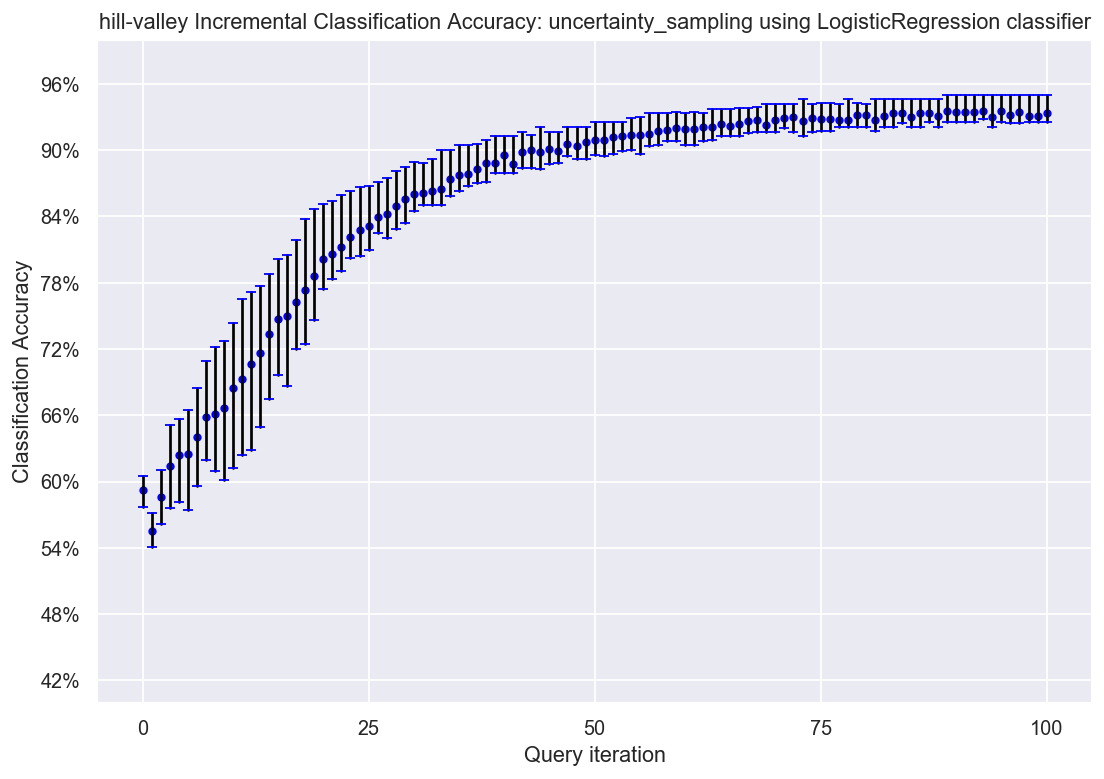 hill-valley Incremental Classification Accuracy: uncertainty_sampling using LogisticRegression classifier
96%
90%
84%
78%
72%
66%
60%
54%
48%
42%
Classification Accuracy
0 25 50 75 100
Query iteration